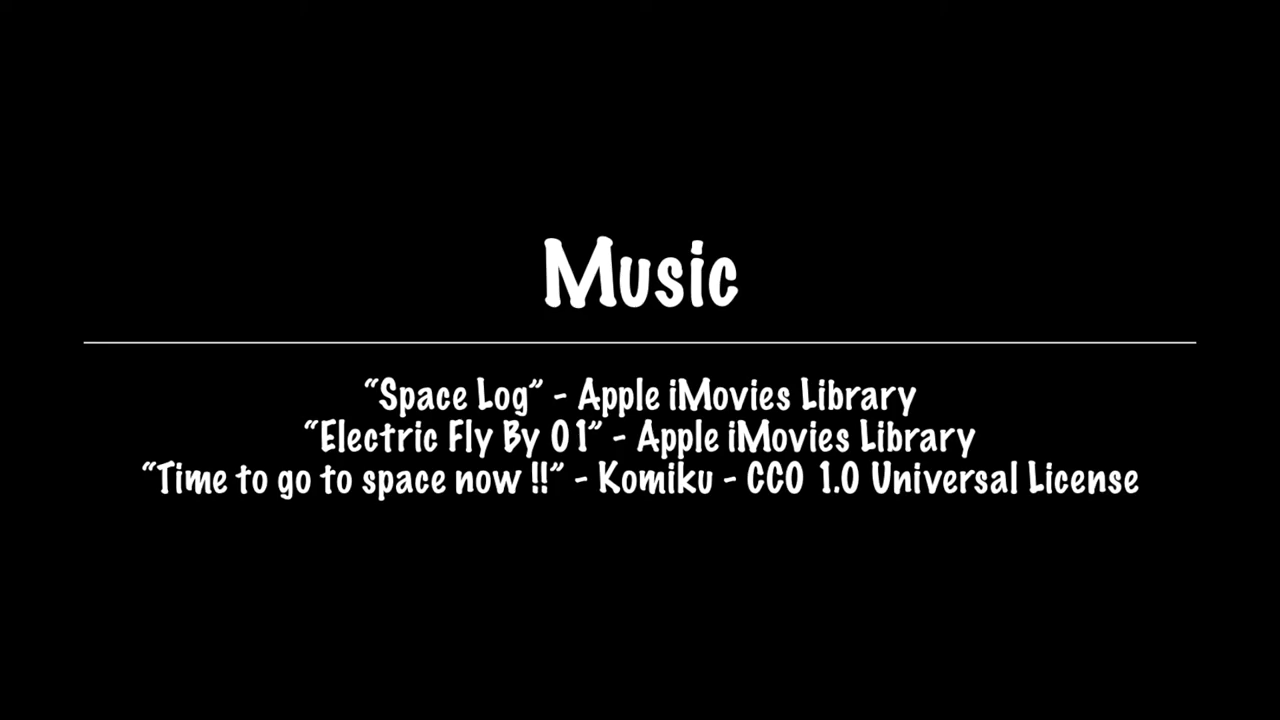 Music
“Space Log” - Apple iMovies Library
“Electric Fly By 01” - Apple iMovies Library
“Time to go to space now !!” - Komiku - CC0 1.0 Universal License